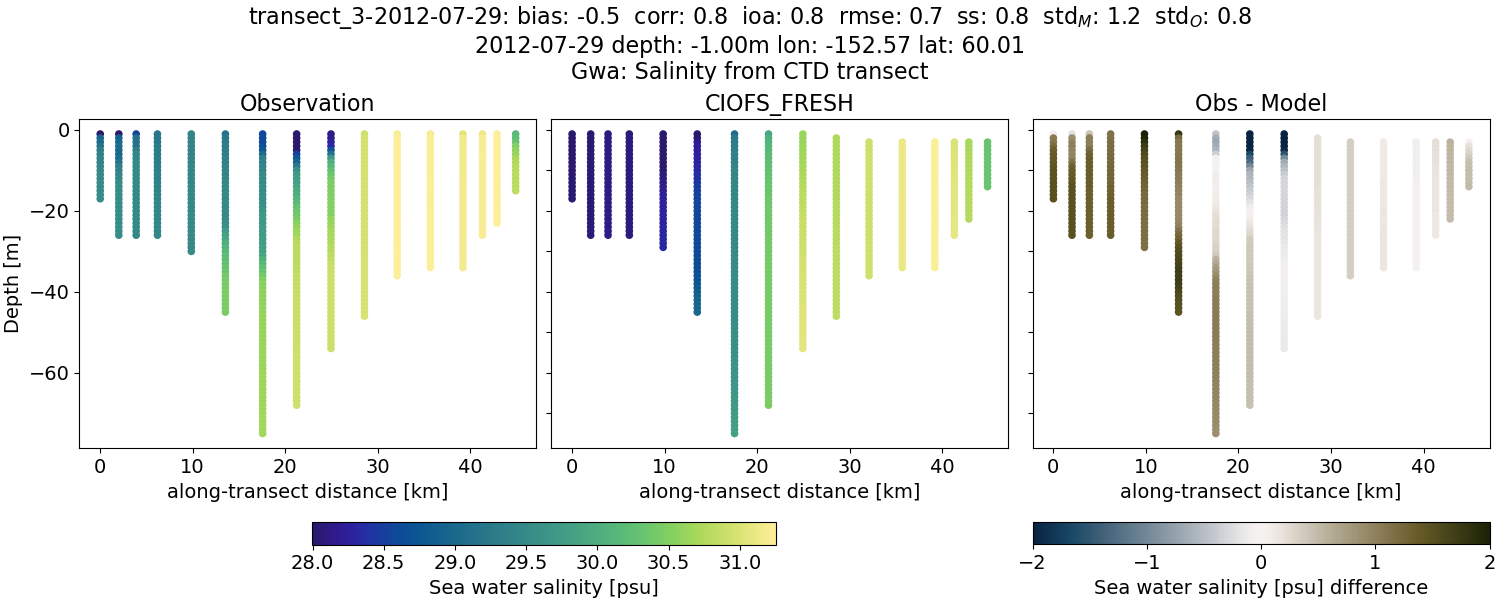 transect_3-2012-07-29: bias: -0.5  corr: 0.8  ioa: 0.8  rmse: 0.7  ss: 0.8  std_M: 1.2  std_O: 0.8
2012-07-29 depth: -1.00m lon: -152.57 lat: 60.01
Gwa: Salinity from CTD transect
Observation
CIOFS_FRESH
Obs - Model
Depth [m]
0
−20
−40
−60
0 10 20 30 40
0 10 20 30 40
0 10 20 30 40
along-transect distance [km]
along-transect distance [km]
along-transect distance [km]
28.0 28.5 29.0 29.5 30.0 30.5 31.0
Sea water salinity [psu]
−2 −1 0 1 2
Sea water salinity [psu] difference